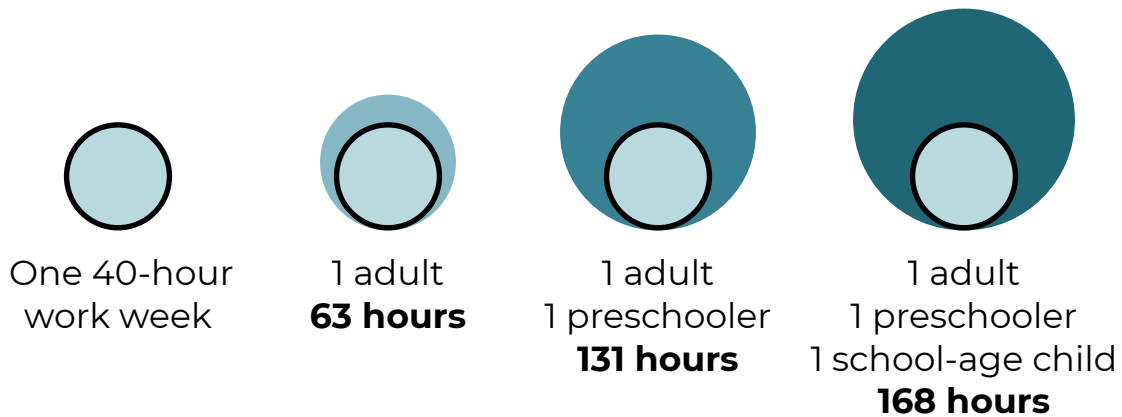 One 40-hour
work week
1 adult
63 hours
1 adult
1 preschooler
131 hours
1 adult
1 preschooler
1 school-age child
168 hours